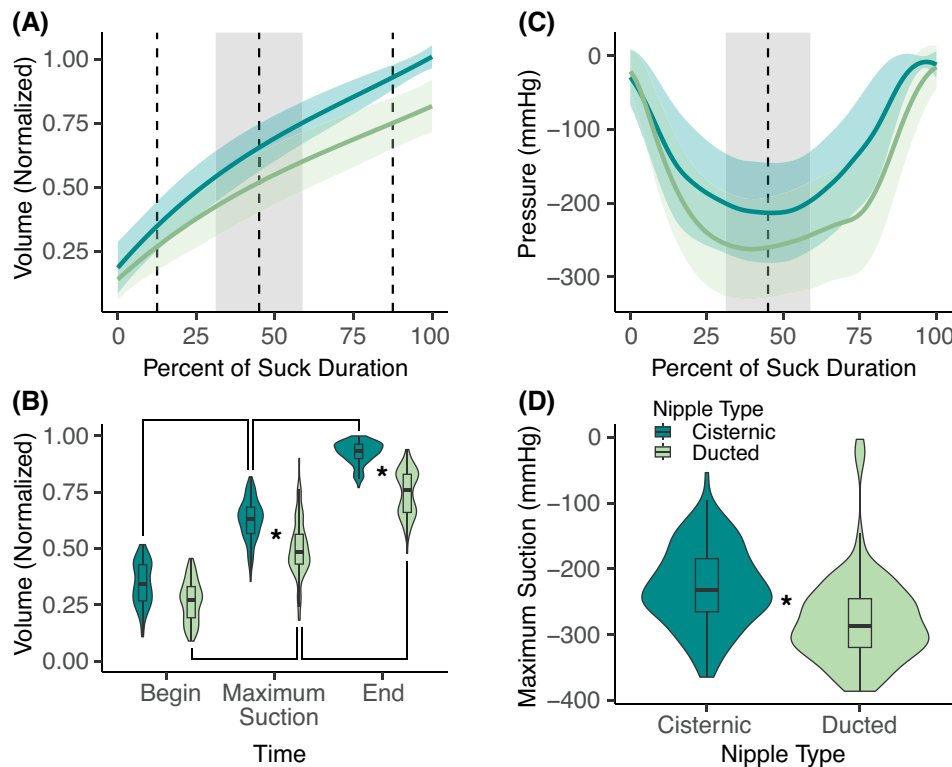 (A)
Volume (Normalized)
1.00
0.75
0.50
0.25
0
25
50
75
100
Percent of Suck Duration
(C)
Pressure (mmHg)
0
−100
−200
−300
0
25
50
75
100
Percent of Suck Duration
(B)
Volume (Normalized)
1.00
0.75
0.50
0.25
0.00
*
*
Begin
Maximum
Suction
End
Time
(D)
Maximum Suction (mmHg)
0
−100
−200
−300
−400
Nipple Type
Cisternic
Ducted
*
Cisternic
Ducted
Nipple Type